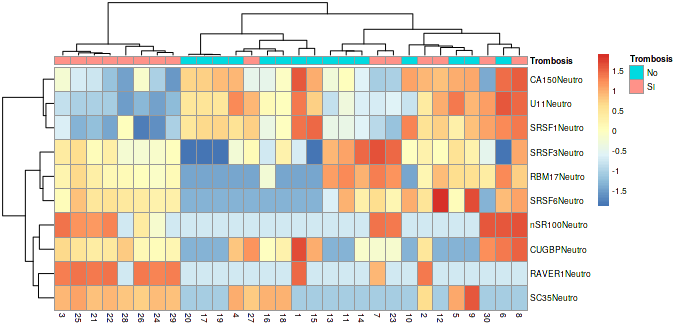 Trombosis
CA150Neutro
U11Neutro
SRSF1Neutro
SRSF3Neutro
RBM17Neutro
SRSF6Neutro
nSR100Neutro
CUGBPNeutro
RAVER1Neutro
SC35Neutro
3 25 21 22 28 26 24 29 20 17 19 4 27 16 18 1 15 13 11 14 7 23 10 2 12 5 9 30 6 8
1.5
1
0.5
0
-0.5
-1
-1.5
Trombosis
No
SI